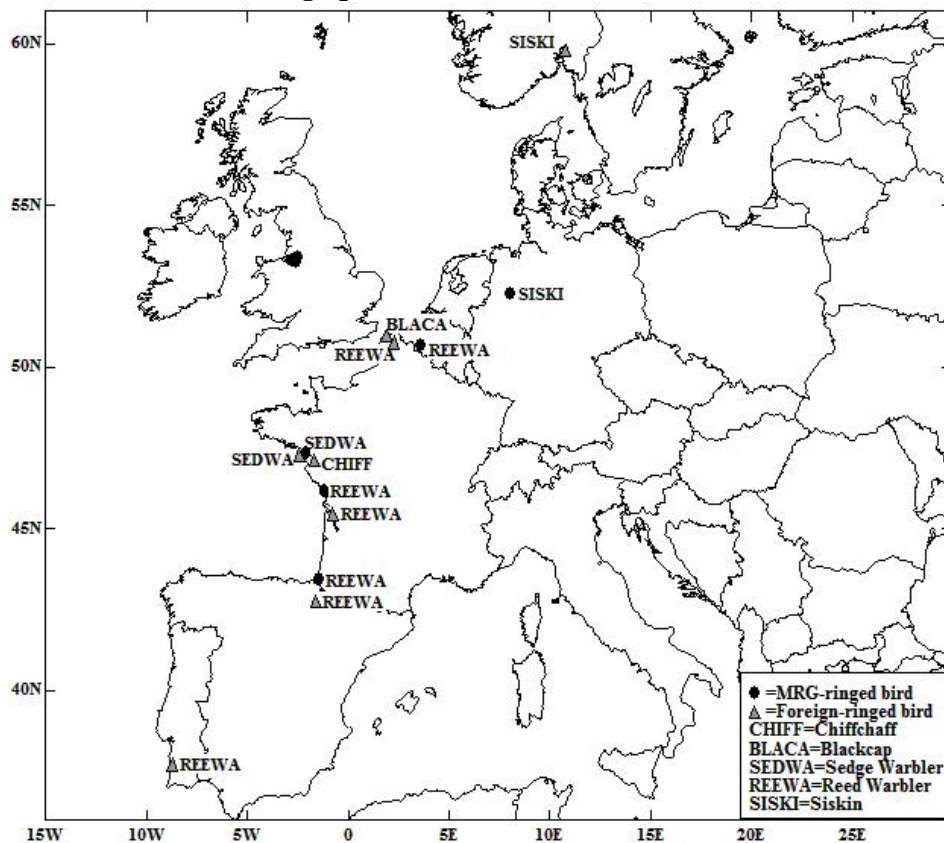 60N
SISKI
55N
SISKI
BLACA
REEWA
REEWA
50N
SEDWA
SEDWA
CHIFF
REEWA
REEWA
45N
REEWA
REEWA
40N
REEWA
=MRG-ringed bird
=Foreign-ringed bird
CHIFF=Chiffchaff
BLACA=Blackcap
SEDWA=Sedge Warbler
REEWA=Reed Warbler
SISKI=Siskin
15W 10W 5W 0 5E 10E 15E 20E 25E